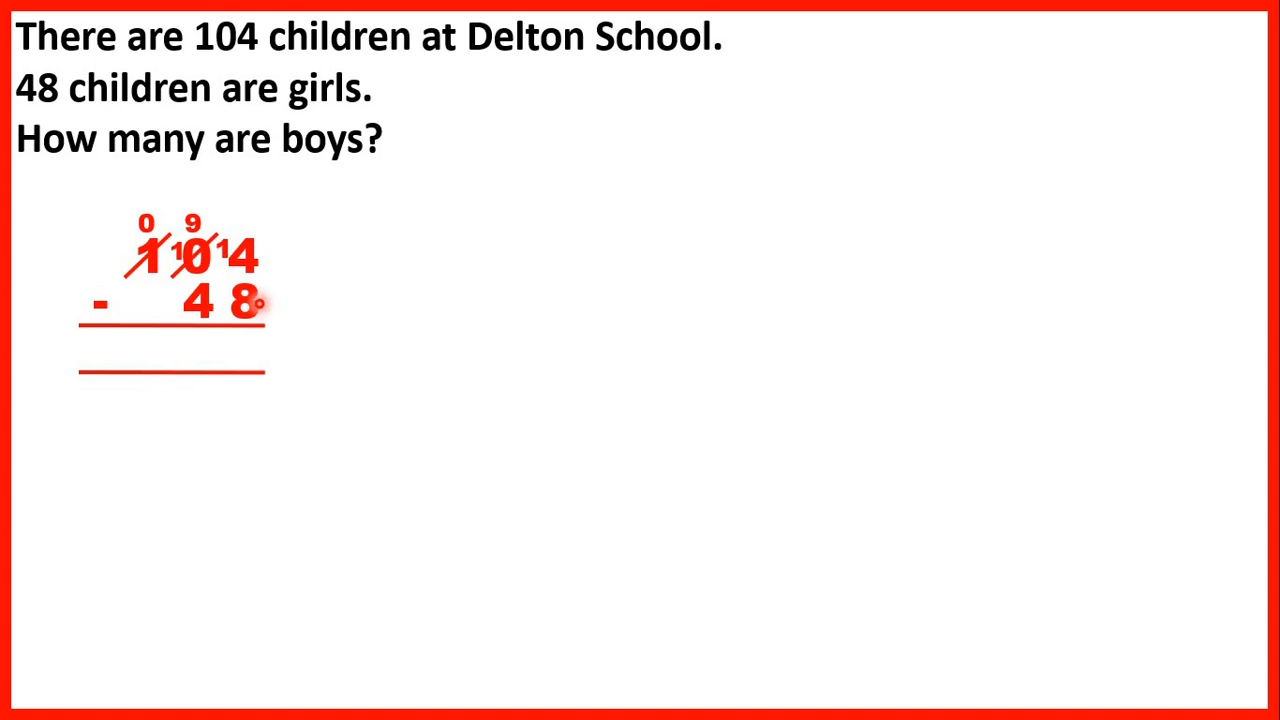 There are 104 children at Delton School.
48 children are girls.
How many are boys?
0 9
1 10 14
- 4 8